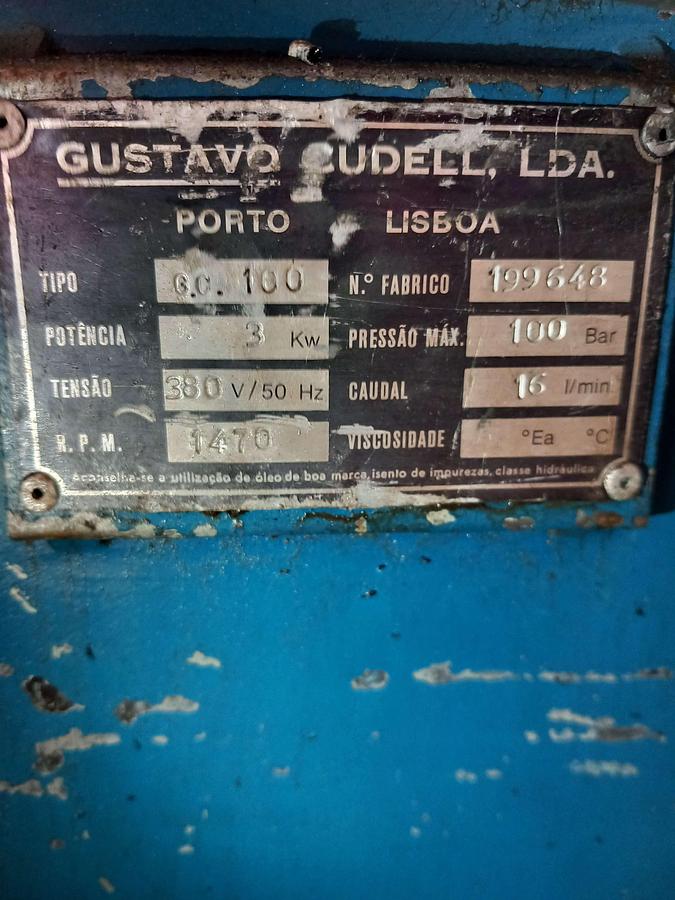 GUSTAVO CUDELL, LDA.
PORTO LISBOA
TIPO G.C. 100 N.º FABRICO 199648
POTÊNCIA 3 Kw PRESSÃO MÁX. 100 Bar
TENSÃO 380 V/50 Hz CAUDAL 16 l/min
R.P.M. 1470 VISCOSIDADE ºEa ºC
Aconselha-se a utilização de óleo de boa marca, isento de impurezas, classe hidráulica